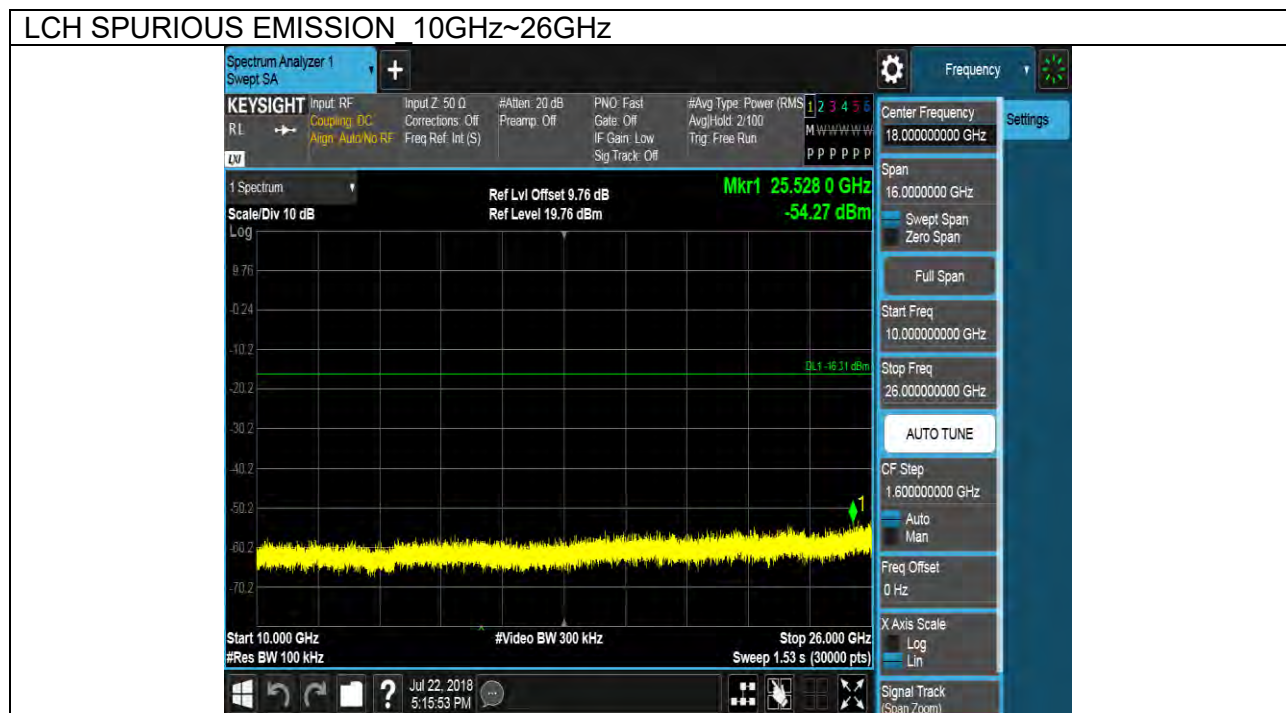 LCH SPURIOUS EMISSION_10GHz~26GHz
Spectrum Analyzer 1
Swept SA
+
Frequency
KEYSIGHT
RL
LXI
Input: RF
Coupling: DC
Align: Auto/No RF
Input Z: 50 Ω
Corrections: Off
Freq Ref: Int (S)
#Atten: 20 dB
Preamp: Off
PNO: Fast
Gate: Off
IF Gain: Low
Sig Track: Off
#Avg Type: Power (RMS
Avg|Hold: 2/100
Trig: Free Run
1 2 3 4 5 6
M W W W W W
P P P P P P
1 Spectrum
Scale/Div 10 dB
Log
Ref Lvl Offset 9.76 dB
Ref Level 19.76 dBm
Mkr1 25.528 0 GHz
-54.27 dBm
9.76
-0.24
-10.2
DL1 -16.31 dBm
-20.2
-30.2
-40.2
-50.2
1
-60.2
-70.2
Start 10.000 GHz
#Res BW 100 kHz
#Video BW 300 kHz
Stop 26.000 GHz
Sweep 1.53 s (30000 pts)
?
Jul 22, 2018
5:15:53 PM
Center Frequency
18.000000000 GHz
Settings
Span
16.0000000 GHz
Swept Span
Zero Span
Full Span
Start Freq
10.000000000 GHz
Stop Freq
26.000000000 GHz
AUTO TUNE
CF Step
1.600000000 GHz
Auto
Man
Freq Offset
0 Hz
X Axis Scale
Log
Lin
Signal Track
(Span Zoom)